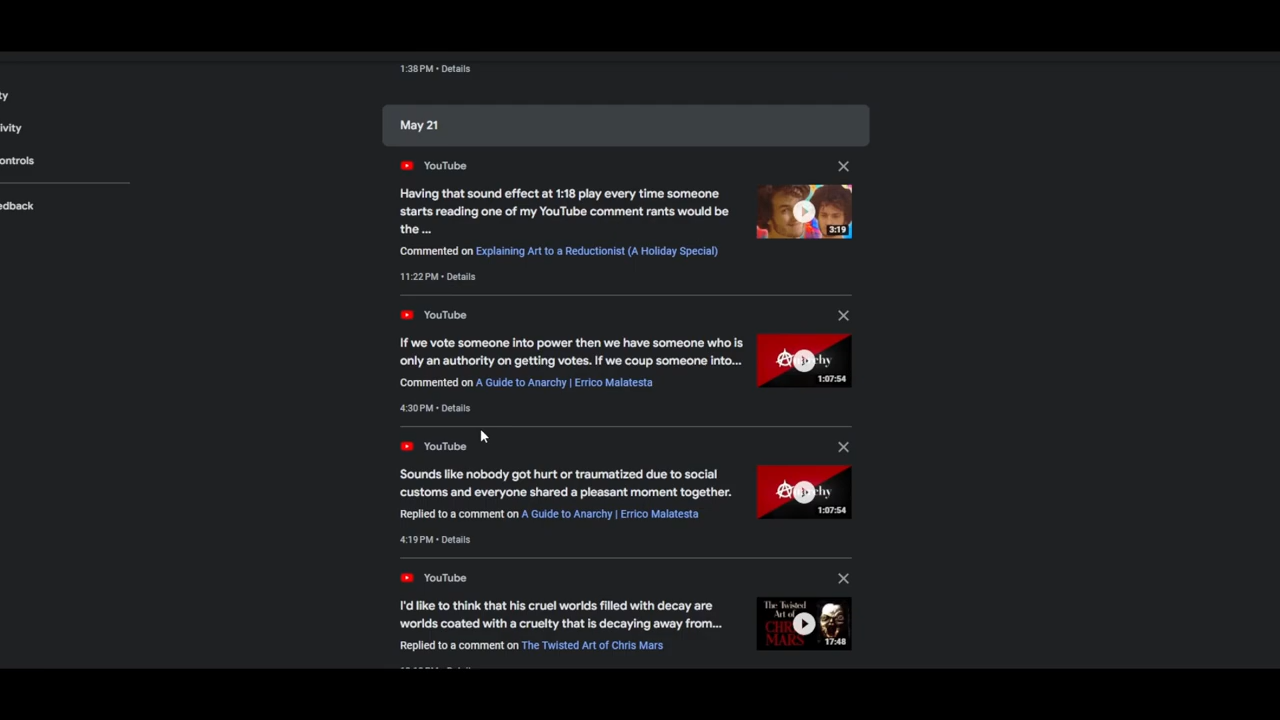 1:38 PM • Details
ty
ivity
ontrols
edback
May 21
YouTube
Having that sound effect at 1:18 play every time someone
starts reading one of my YouTube comment rants would be
the ...
3:19
Commented on Explaining Art to a Reductionist (A Holiday Special)
11:22 PM • Details
YouTube
If we vote someone into power then we have someone who is
only an authority on getting votes. If we coup someone into...
1:07:54
Commented on A Guide to Anarchy | Errico Malatesta
4:30 PM • Details
YouTube
Sounds like nobody got hurt or traumatized due to social
customs and everyone shared a pleasant moment together.
1:07:54
Replied to a comment on A Guide to Anarchy | Errico Malatesta
4:19 PM • Details
YouTube
I'd like to think that his cruel worlds filled with decay are
worlds coated with a cruelty that is decaying away from...
The Twisted
Art of
MARS
17:48
Replied to a comment on The Twisted Art of Chris Mars